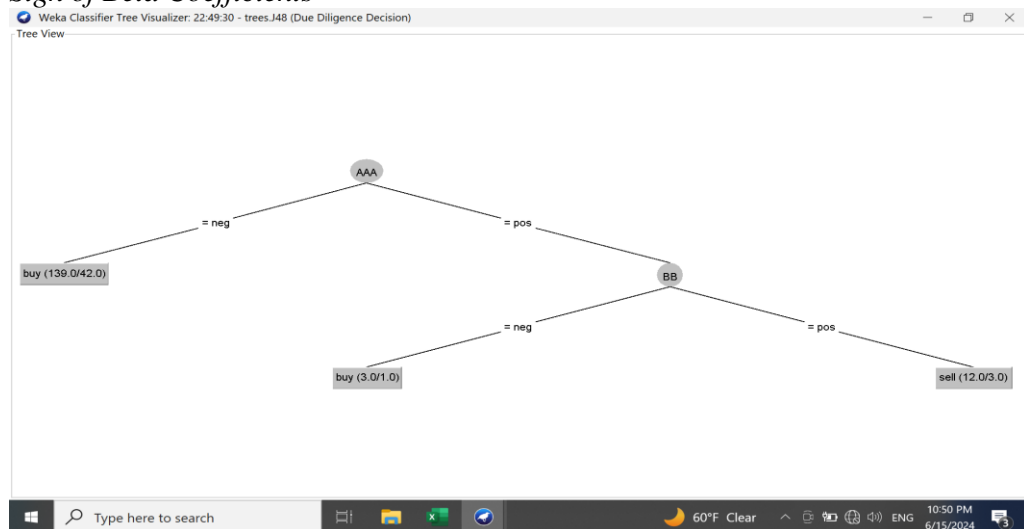 Sign of Beta Coefficients
Weka Classifier Tree Visualizer: 22:49:30 - trees.J48 (Due Diligence Decision)
Tree View
AAA
= neg
= pos
buy (139.0/42.0)
BB
= neg
= pos
buy (3.0/1.0)
sell (12.0/3.0)
Type here to search
60°F Clear
ENG
10:50 PM
6/15/2024
3